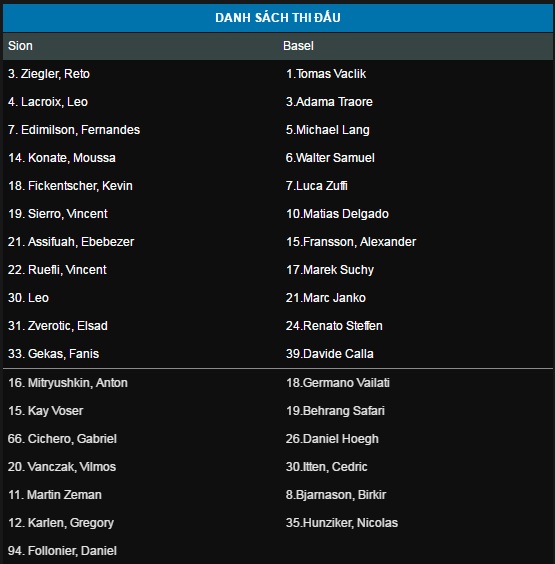 DANH SÁCH THI ĐẤU
Sion Basel
3. Ziegler, Reto 1.Tomas Vaclik
4. Lacroix, Leo 3.Adama Traore
7. Edimilson, Fernandes 5.Michael Lang
14. Konate, Moussa 6.Walter Samuel
18. Fickentscher, Kevin 7.Luca Zuffi
19. Sierro, Vincent 10.Matias Delgado
21. Assifuah, Ebebezer 15.Fransson, Alexander
22. Ruefli, Vincent 17.Marek Suchy
30. Leo 21.Marc Janko
31. Zverotic, Elsad 24.Renato Steffen
33. Gekas, Fanis 39.Davide Calla
16. Mitryushkin, Anton 18.Germano Vailati
15. Kay Voser 19.Behrang Safari
66. Cichero, Gabriel 26.Daniel Hoegh
20. Vanczak, Vilmos 30.Itten, Cedric
11. Martin Zeman 8.Bjarnason, Birkir
12. Karlen, Gregory 35.Hunziker, Nicolas
94. Follonier, Daniel